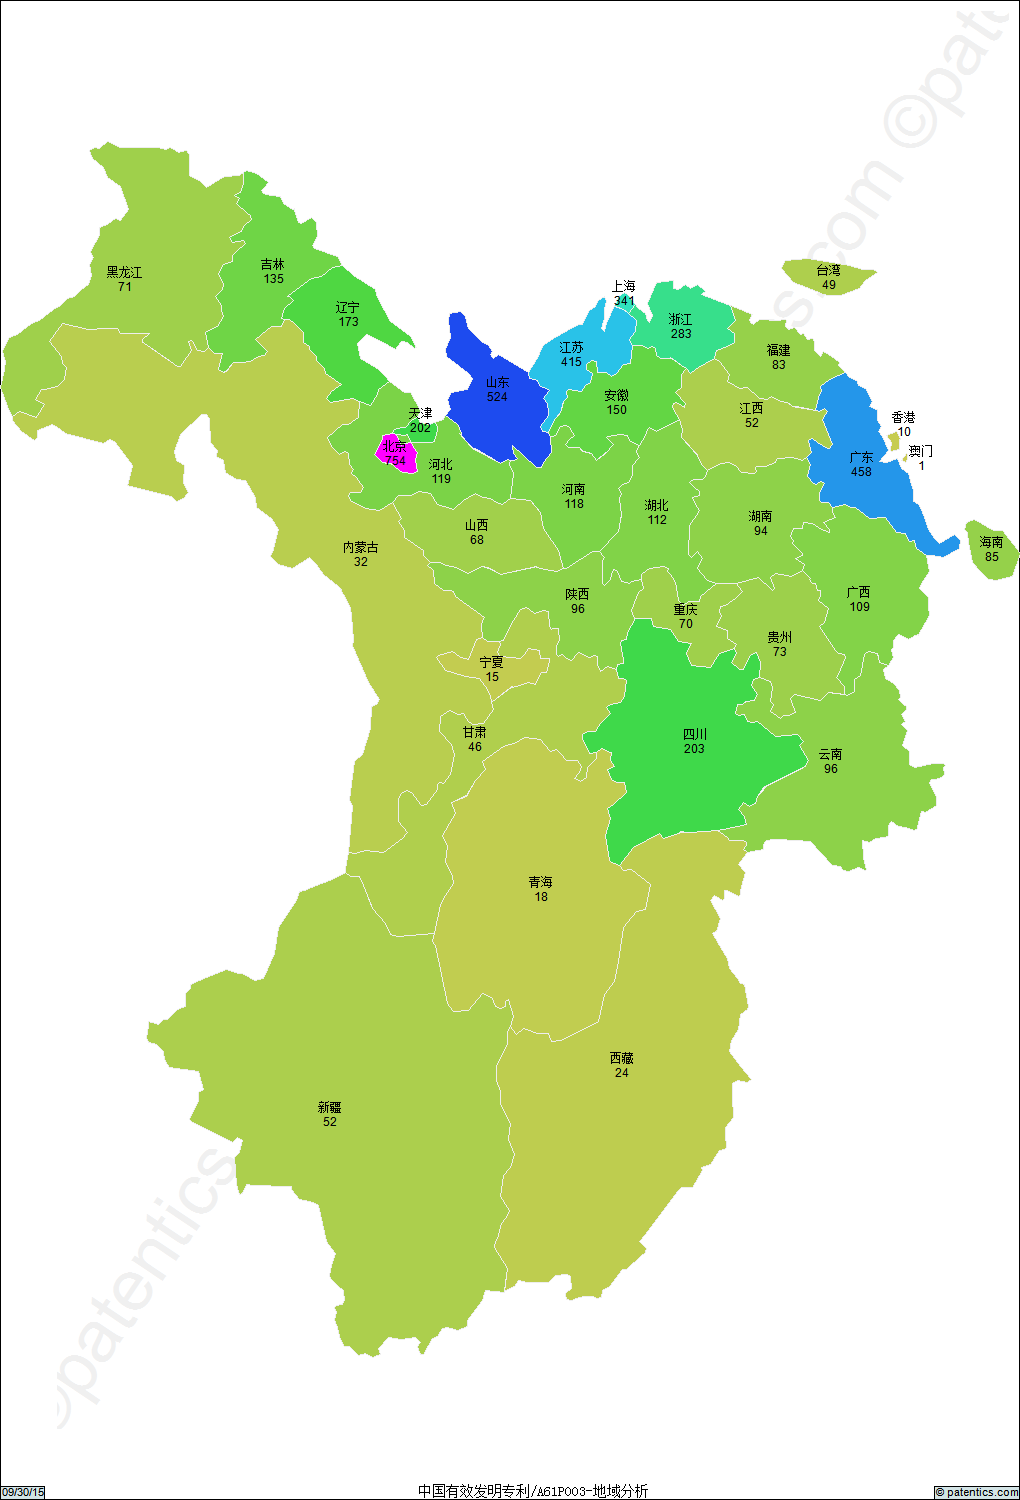 ©patentics.com ©pate
黑龙江
71
吉林
135
辽宁
173
台湾
49
上海
341
浙江
283
江苏
415
福建
83
山东
524
安徽
150
江西
52
天津
202
香港
10
北京
754
河北
119
广东
458
澳门
1
河南
118
湖北
112
湖南
94
山西
68
海南
85
内蒙古
32
陕西
96
重庆
70
广西
109
贵州
73
宁夏
15
甘肃
46
四川
203
云南
96
青海
18
西藏
24
新疆
52
09/30/15
中国有效发明专利/A61P003-地域分析
© patentics.com